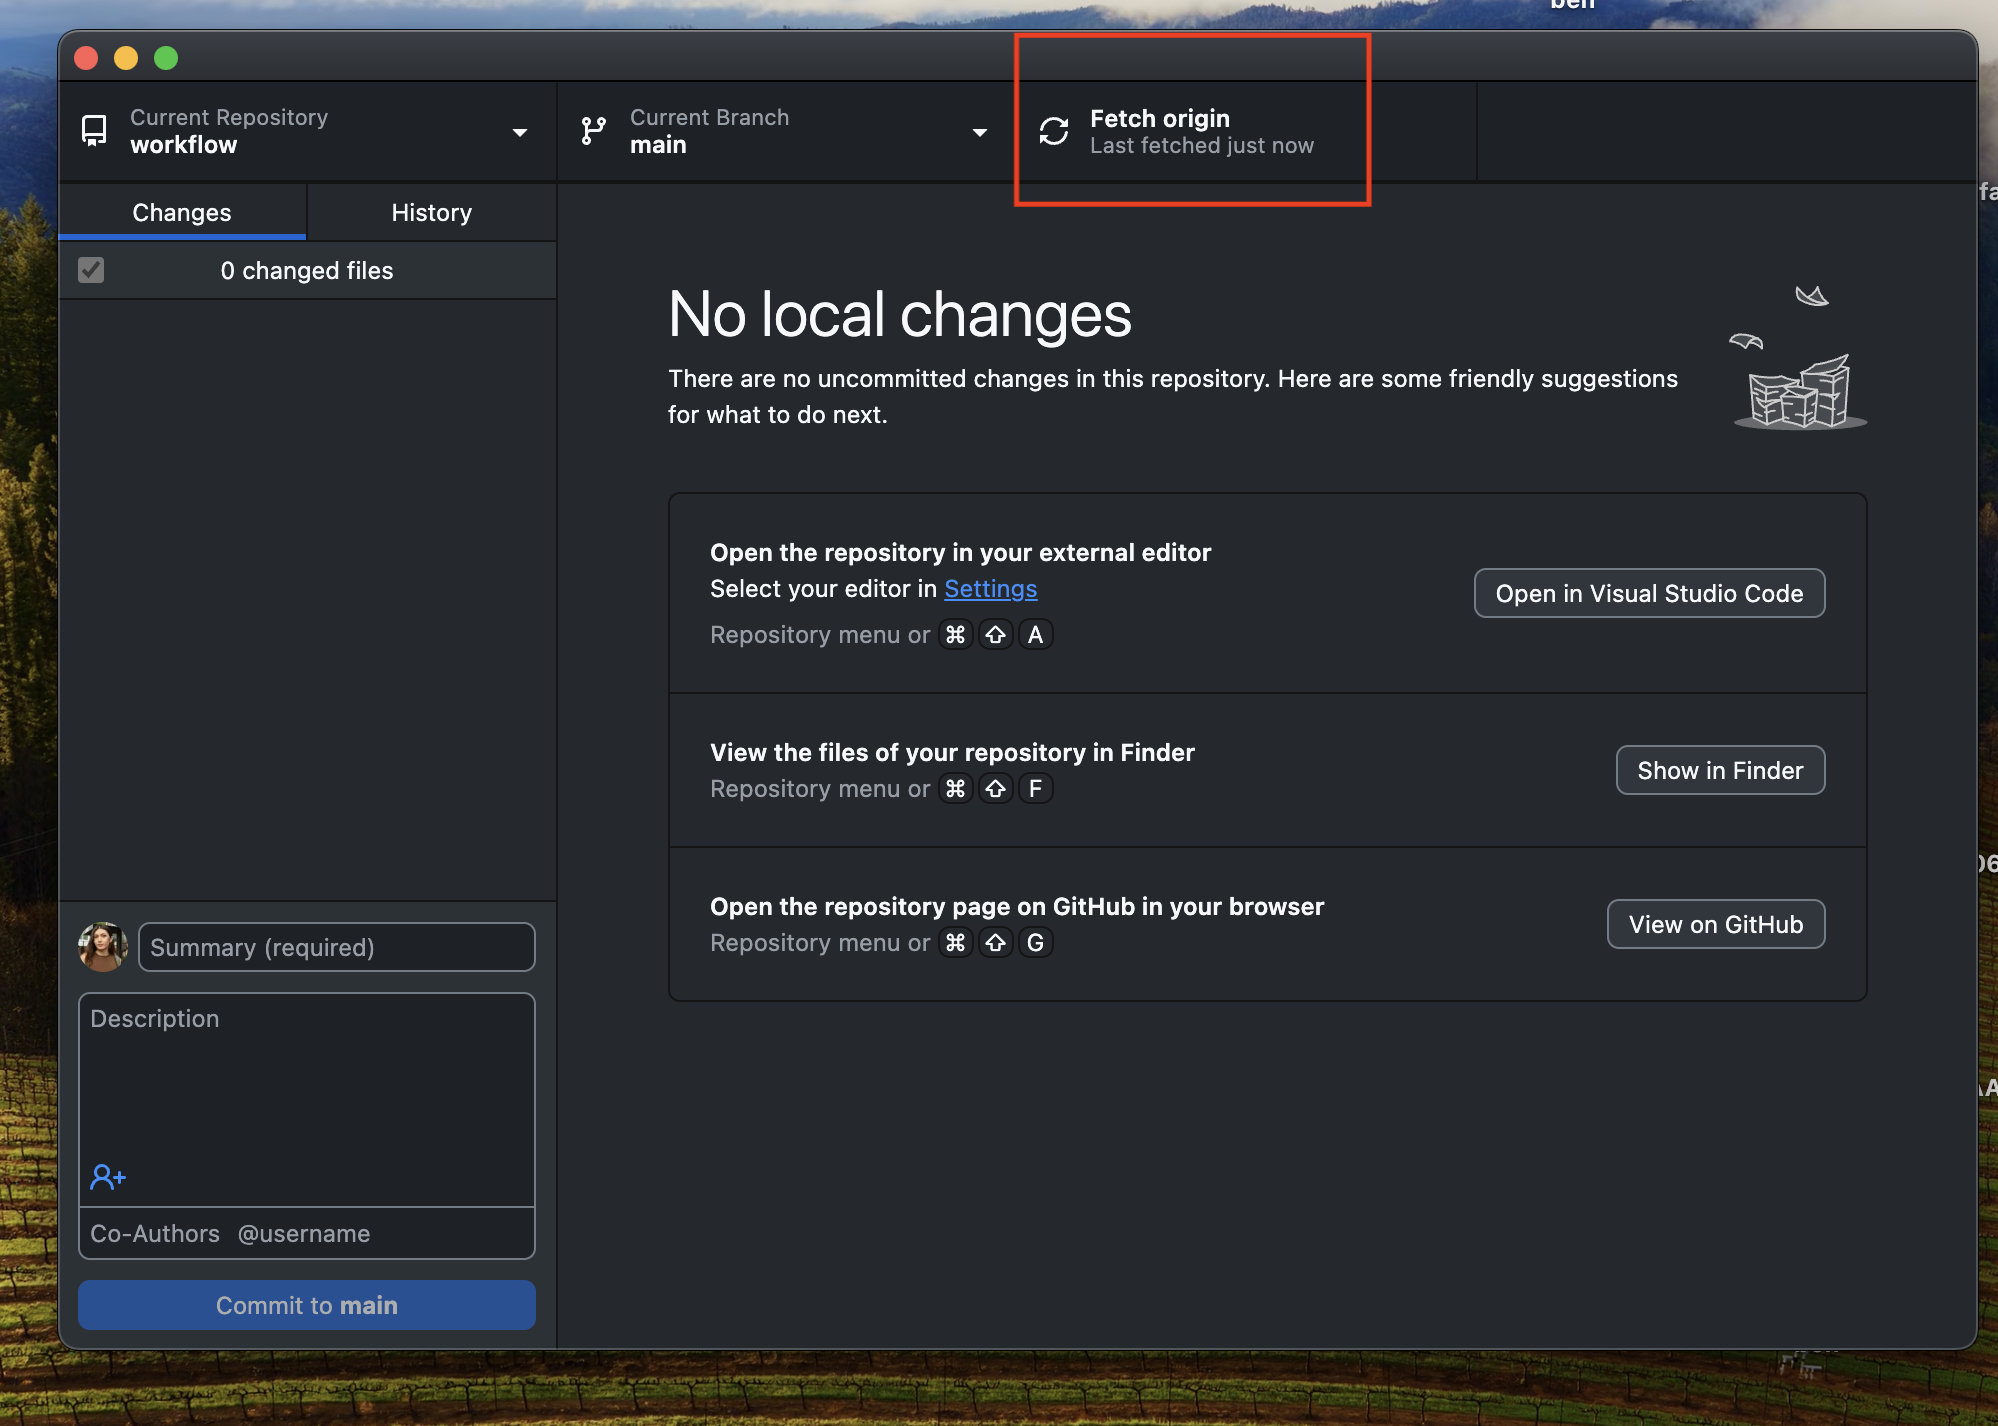 Current Repository
workflow
Current Branch
main
Fetch origin
Last fetched just now
Changes
History
0 changed files
No local changes
There are no uncommitted changes in this repository. Here are some friendly suggestions
for what to do next.
Open the repository in your external editor
Select your editor in Settings
Repository menu or ⌘ ⇧ A
Open in Visual Studio Code
View the files of your repository in Finder
Repository menu or ⌘ ⇧ F
Show in Finder
Open the repository page on GitHub in your browser
Repository menu or ⌘ ⇧ G
View on GitHub
Summary (required)
Description
Co-Authors @username
Commit to main